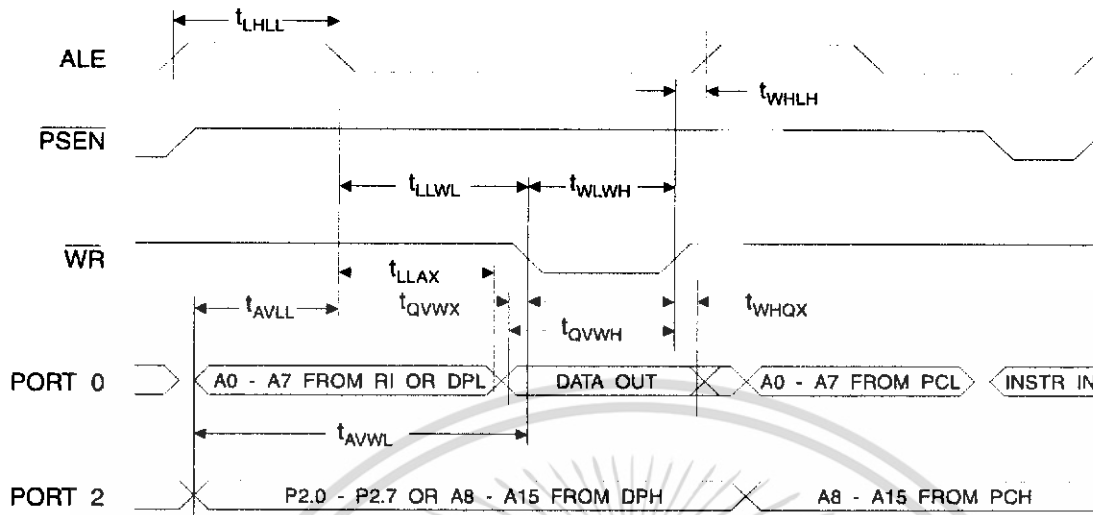 tLHLL
ALE
tWHLH
PSEN
tLLWL tWLWH
WR
tLLAX
tAVLL tQVWX tWHQX
tQVWH
PORT 0 A0 - A7 FROM RI OR DPL DATA OUT A0 - A7 FROM PCL INSTR IN
tAVWL
PORT 2 P2.0 - P2.7 OR A8 - A15 FROM DPH A8 - A15 FROM PCH